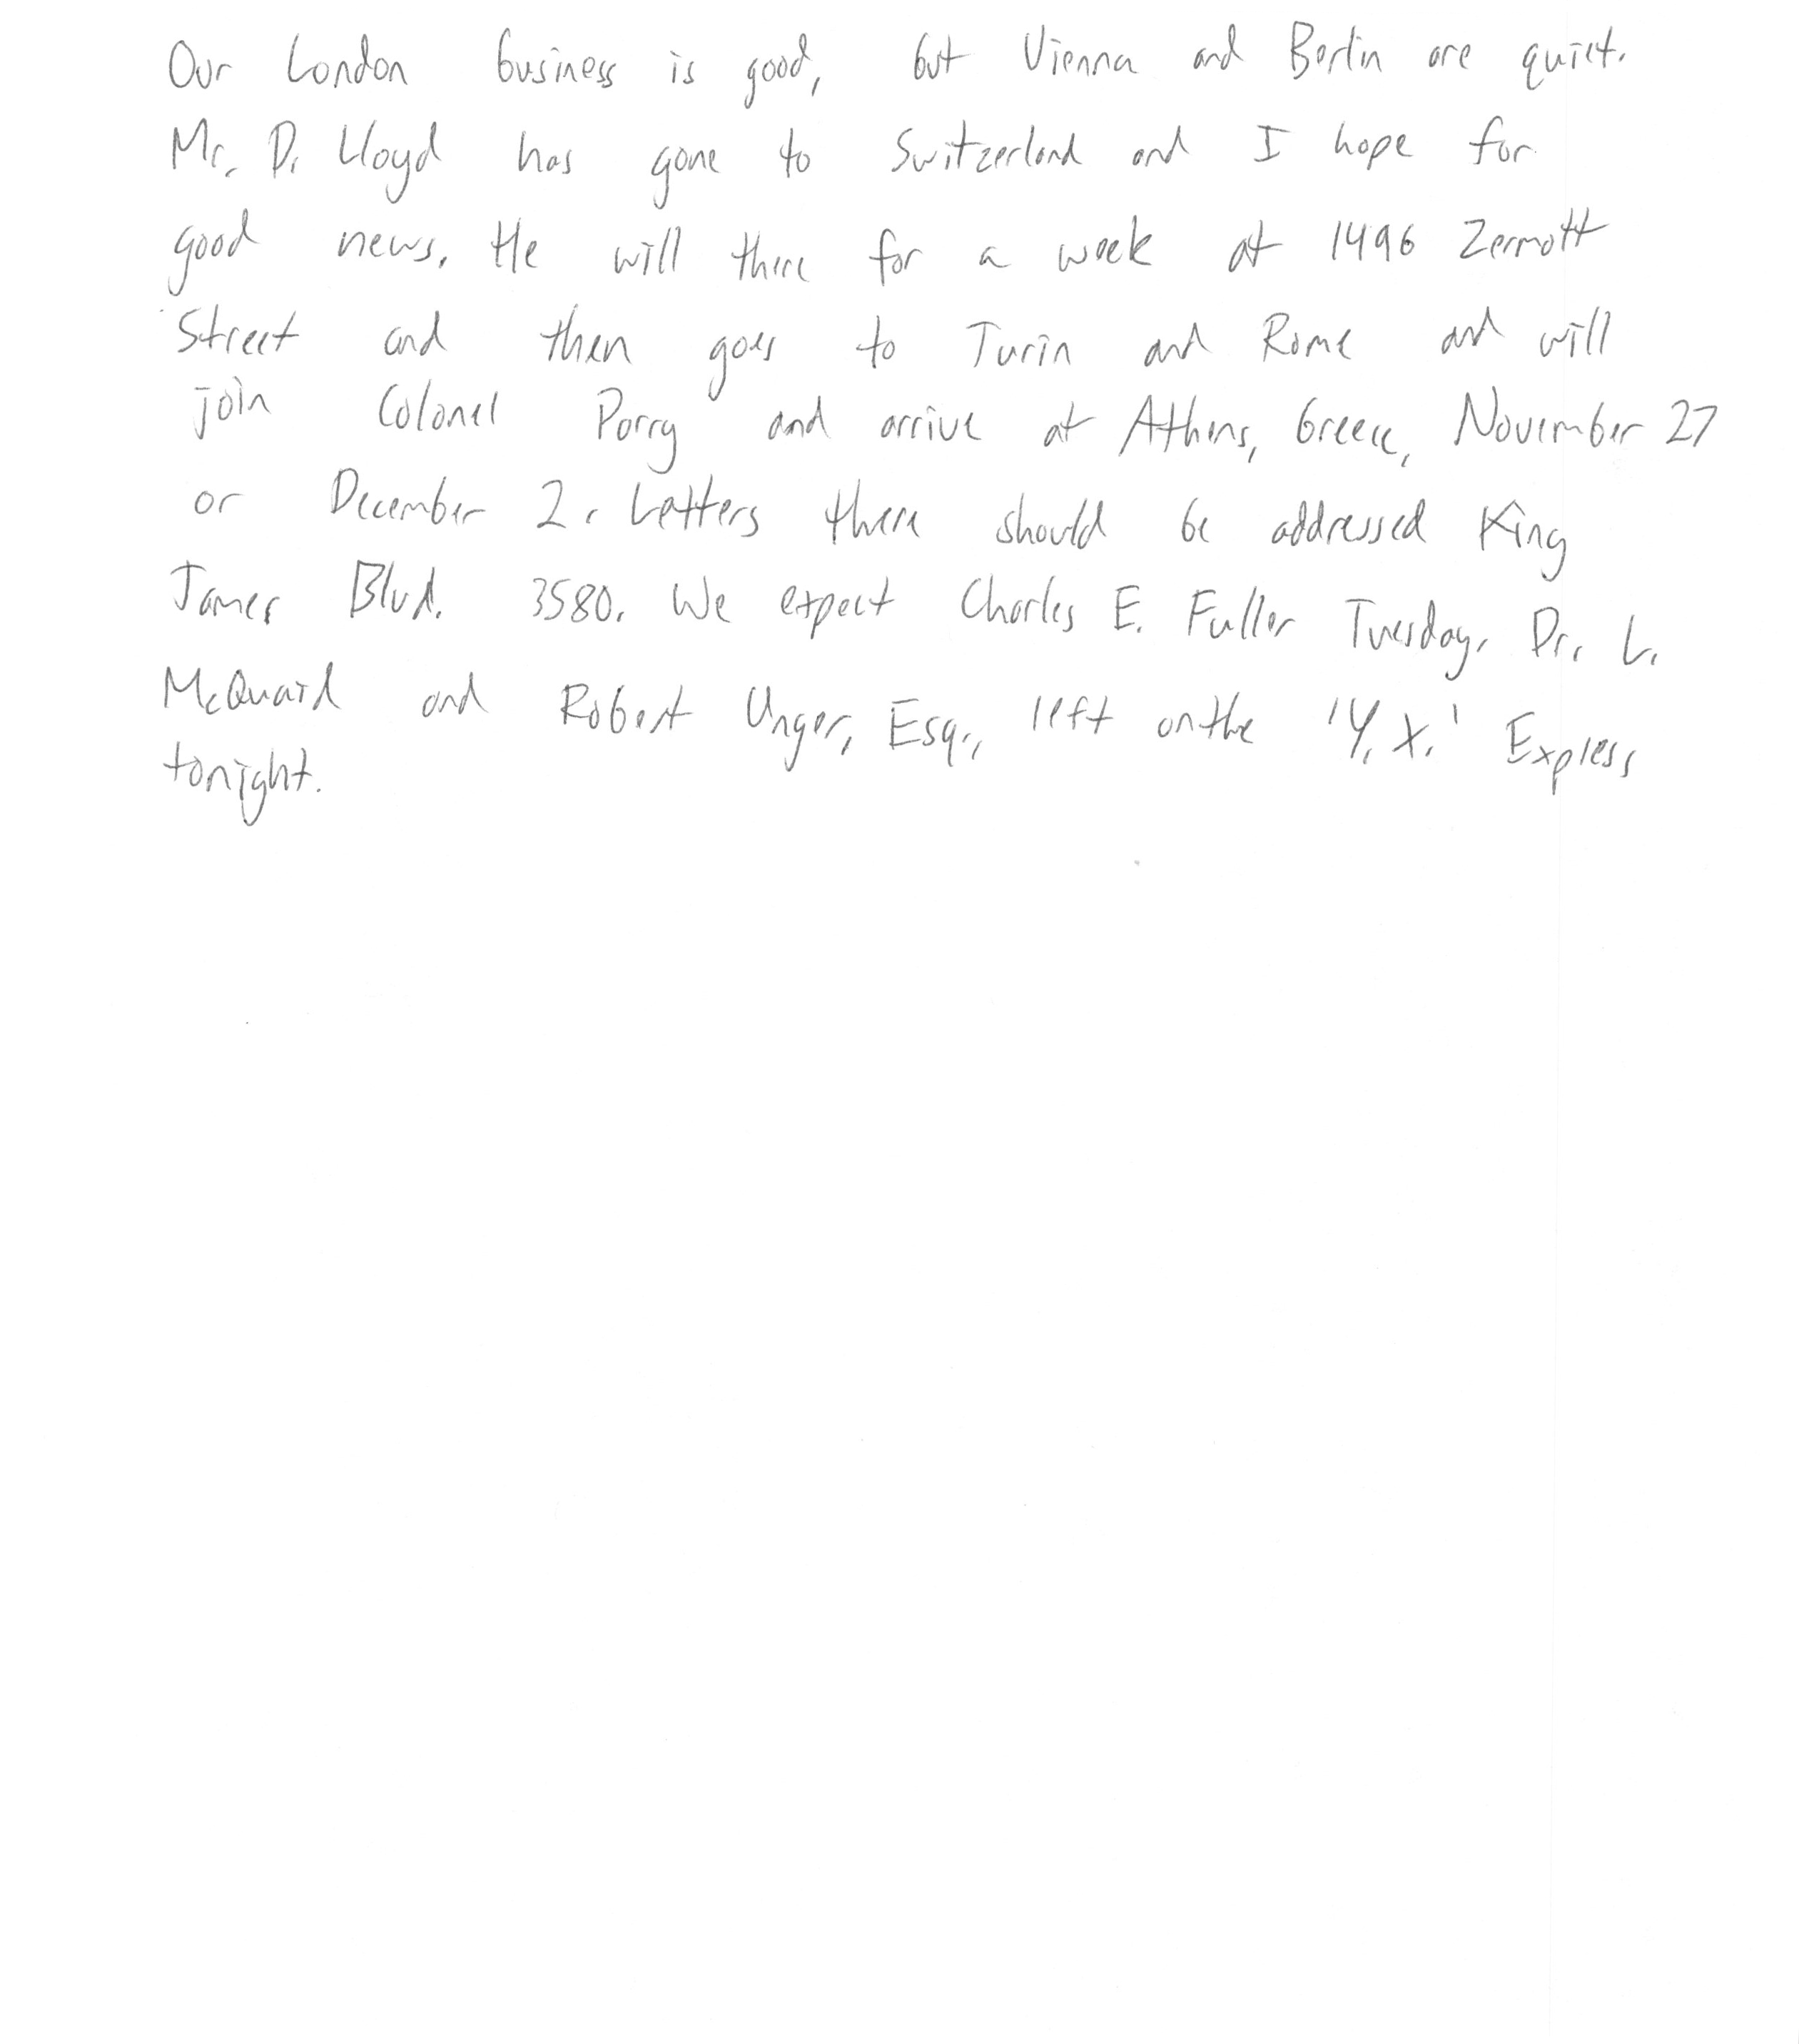 Our London business is good, but Vienna and Berlin are quiet.
Mr. D. Lloyd has gone to Switzerland and I hope for
good news. He will there for a week at 1496 Zermott
Street and then goes to Turin and Rome and will
join Colonel Parry and arrive at Athens, Greece, November 27
or December 2. Letters there should be addressed King
James Blvd. 3580. We expect Charles E. Fuller Tuesday. Dr. L.
McQuaid and Robert Unger, Esq., left on the 'Y.X.' Express
tonight.